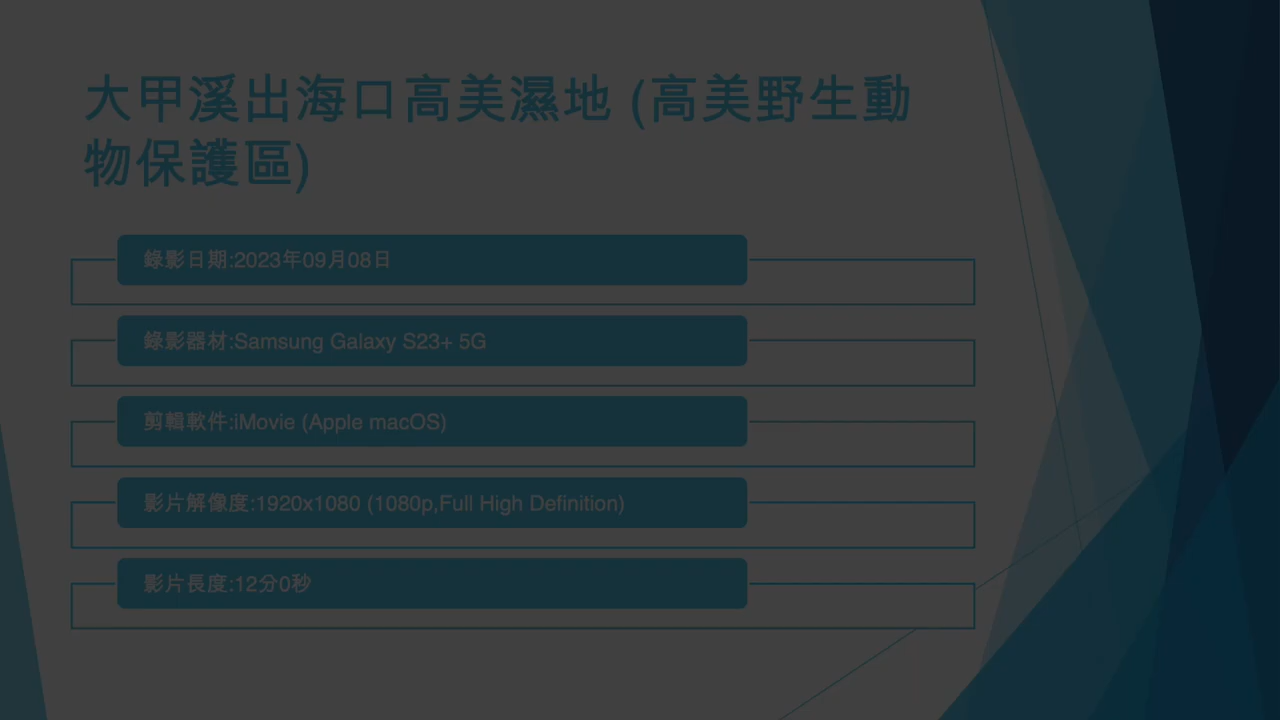 大甲溪出海口高美濕地 (高美野生動
物保護區)
錄影日期:2023年09月08日
錄影器材:Samsung Galaxy S23+ 5G
剪輯軟件:iMovie (Apple macOS)
影片解像度:1920x1080 (1080p,Full High Definition)
影片長度:12分0秒